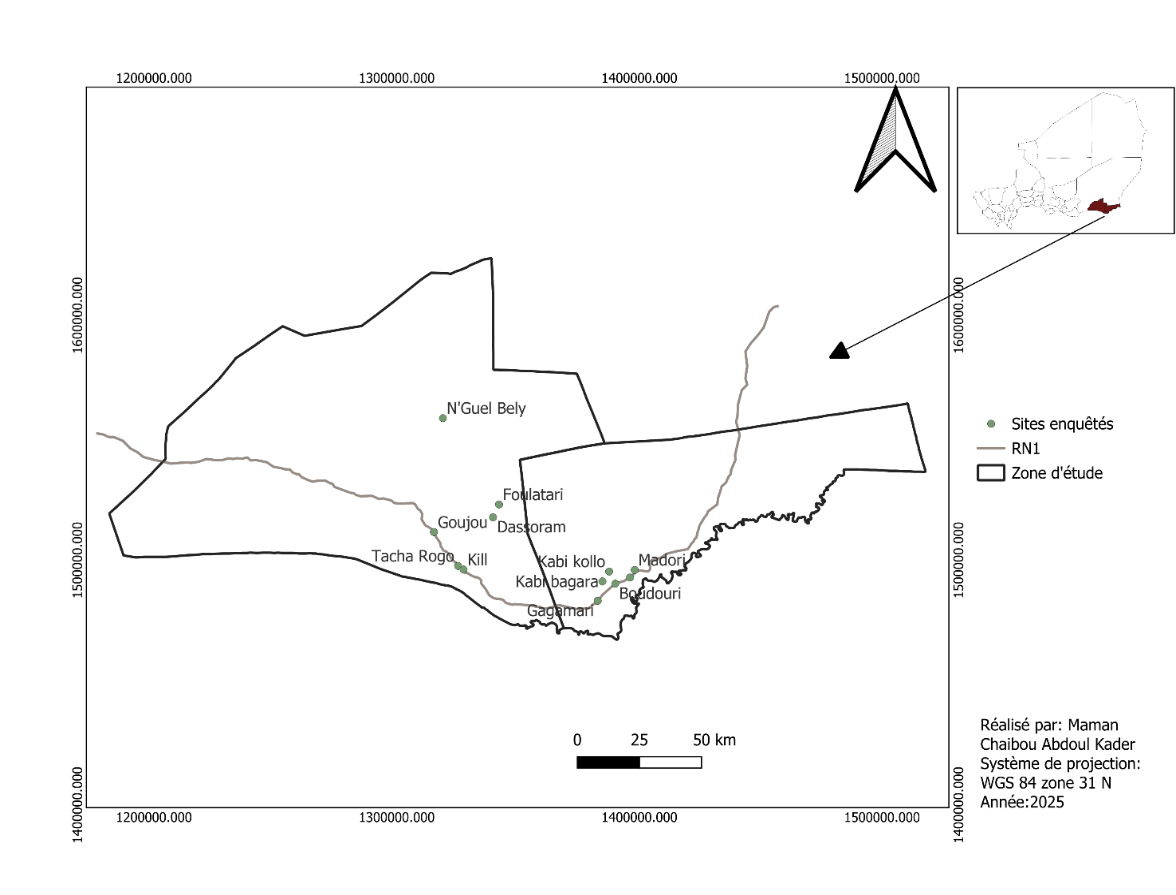 1200000.000 1300000.000 1400000.000 1500000.000
1600000.000 1600000.000
N'Guel Bely
Sites enquêtés
RN1
Zone d'étude
Foulatari
Goujou
Dassoram
1500000.000 1500000.000
Tacha Rogo
Kill
Kabi kollo
Madori
Kabi bagara
Boudouri
Gagamari
0 25 50 km
Réalisé par: Maman
Chaibou Abdoul Kader
Système de projection:
WGS 84 zone 31 N
Année:2025
1400000.000 1400000.000
1200000.000 1300000.000 1400000.000 1500000.000